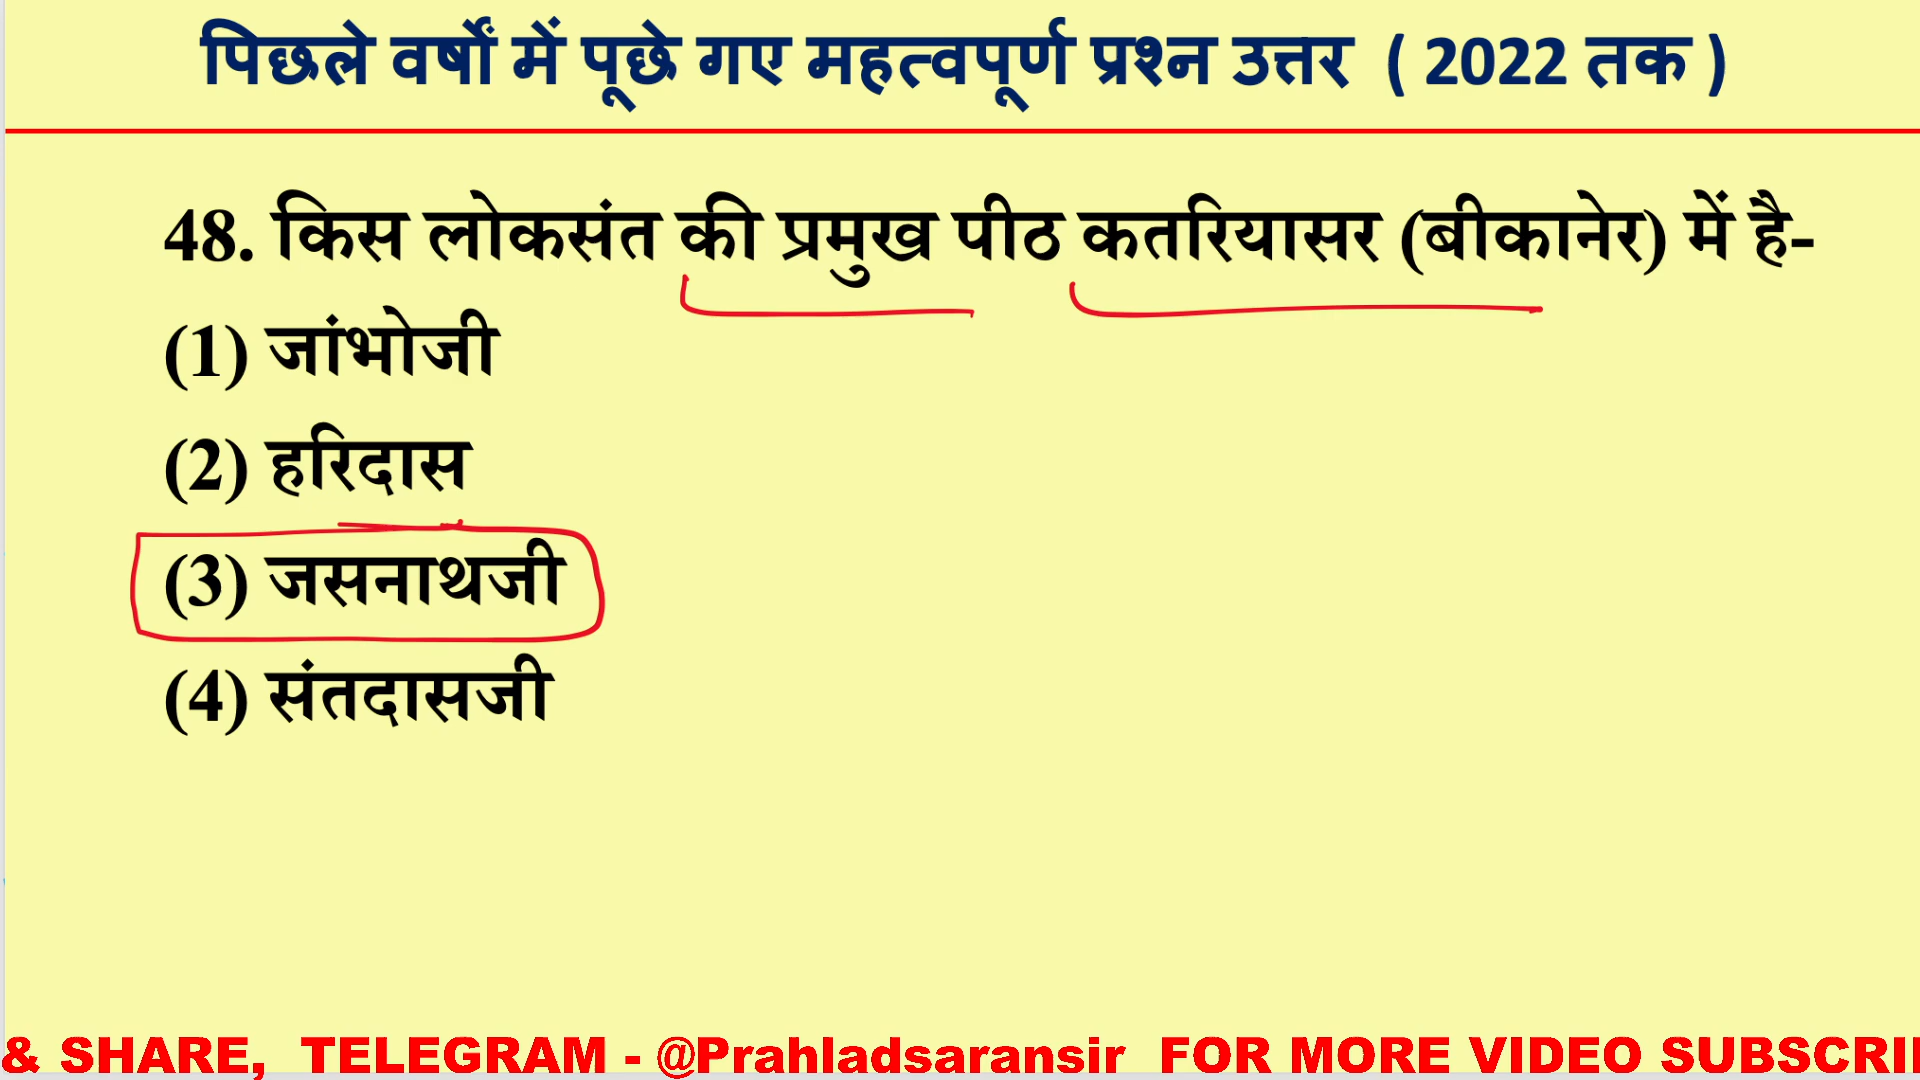 पिछले वर्षों में पूछे गए महत्वपूर्ण प्रश्न उत्तर ( 2022 तक )
48. किस लोकसंत की प्रमुख पीठ कतरियासर (बीकानेर) में है-
(1) जांभोजी
(2) हरिदास
(3) जसनाथजी
(4) संतदासजी
& SHARE, TELEGRAM - @Prahladsaransir FOR MORE VIDEO SUBSCRI